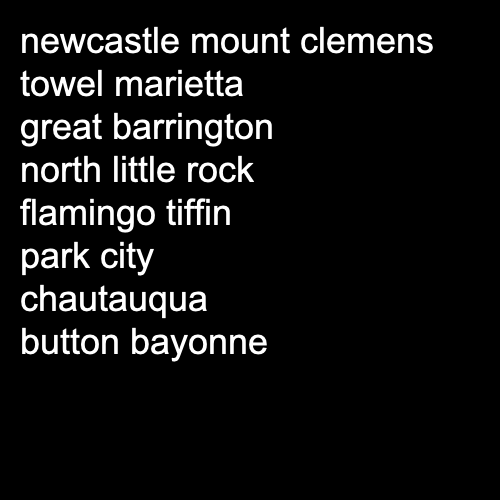 newcastle mount clemens
towel marietta
great barrington
north little rock
flamingo tiffin
park city
chautauqua
button bayonne